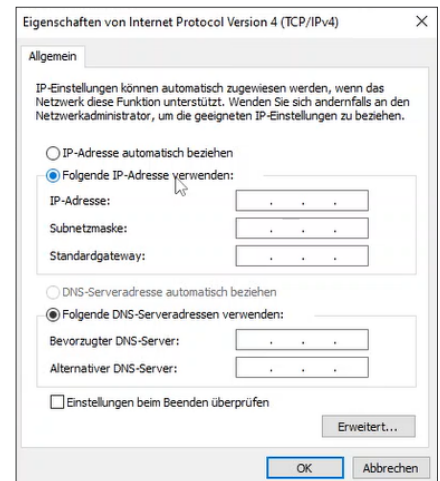 Eigenschaften von Internet Protocol Version 4 (TCP/IPv4)
Allgemein
IP-Einstellungen können automatisch zugewiesen werden, wenn das
Netzwerk diese Funktion unterstützt. Wenden Sie sich andernfalls an den
Netzwerkadministrator, um die geeigneten IP-Einstellungen zu beziehen.
IP-Adresse automatisch beziehen
Folgende IP-Adresse verwenden:
IP-Adresse:
Subnetzmaske:
Standardgateway:
DNS-Serveradresse automatisch beziehen
Folgende DNS-Serveradressen verwenden:
Bevorzugter DNS-Server:
Alternativer DNS-Server:
Einstellungen beim Beenden überprüfen
Erweitert...
OK Abbrechen